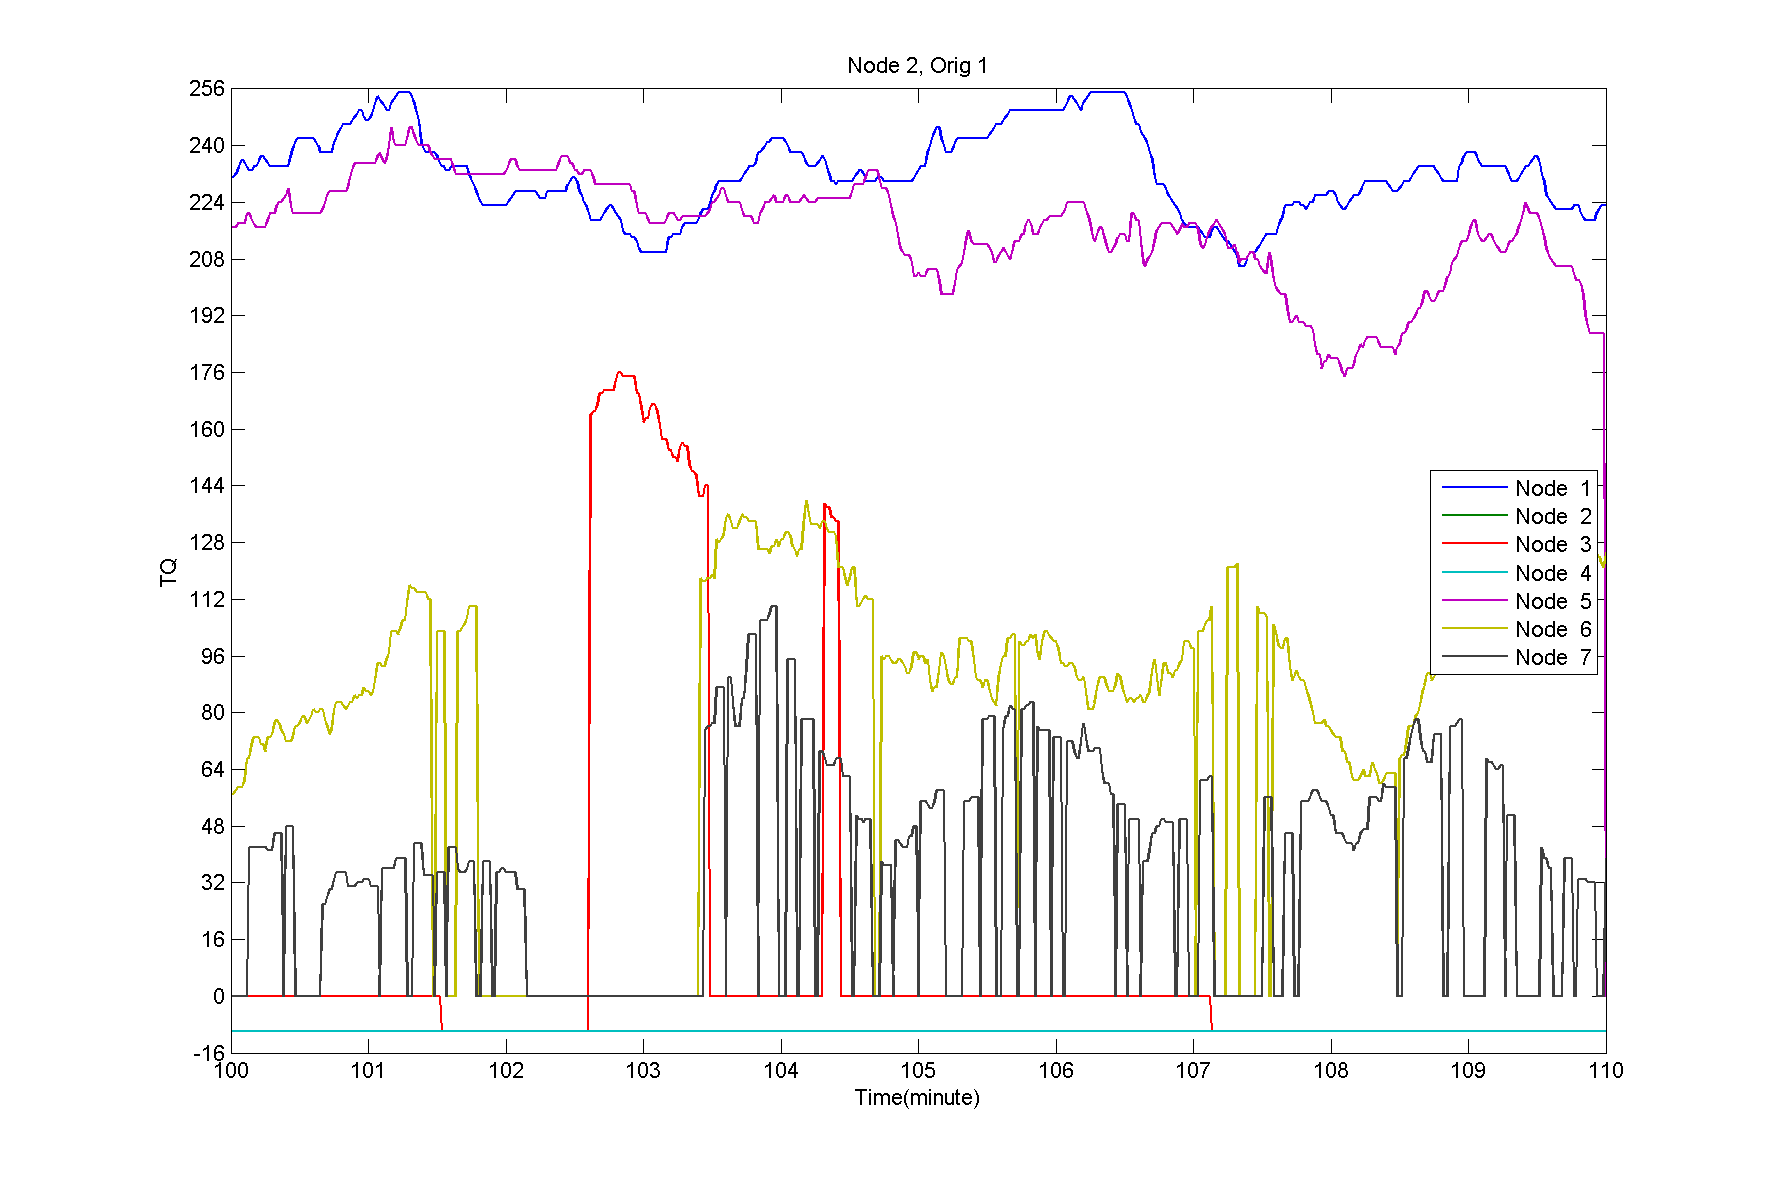 Node 2, Orig 1
256
240
224
208
192
176
160
144
128
112
96
80
64
48
32
16
0
-16
TQ
Node 1
Node 2
Node 3
Node 4
Node 5
Node 6
Node 7
100 101 102 103 104 105 106 107 108 109 110
Time(minute)